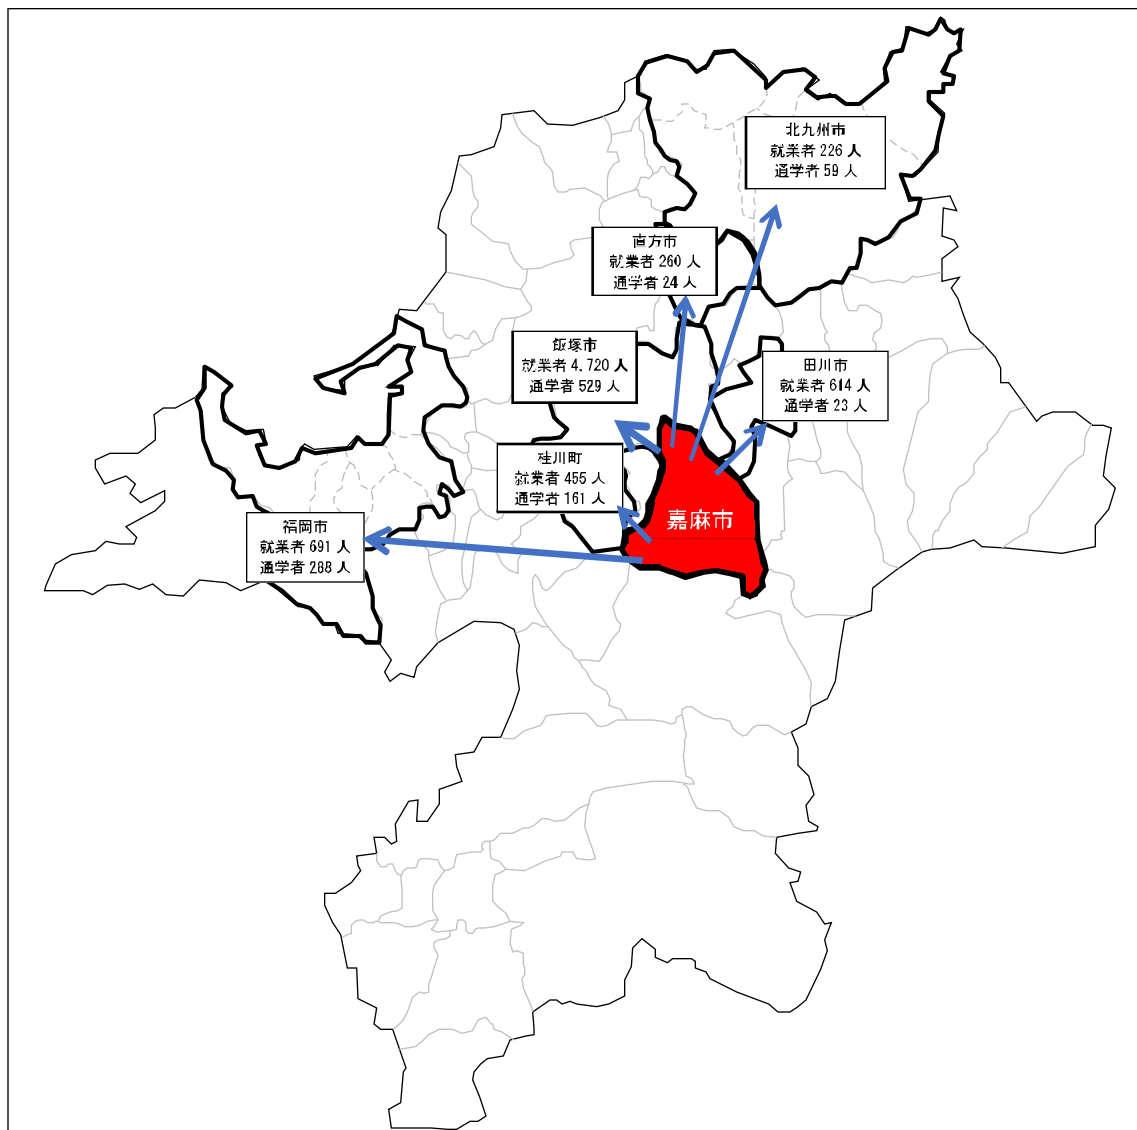 北九州市
就業者 226 人
通学者 59 人
直方市
就業者 260 人
通学者 24 人
飯塚市
就業者 4,720 人
通学者 529 人
田川市
就業者 614 人
通学者 23 人
桂川町
就業者 455 人
通学者 161 人
嘉麻市
福岡市
就業者 691 人
通学者 288 人